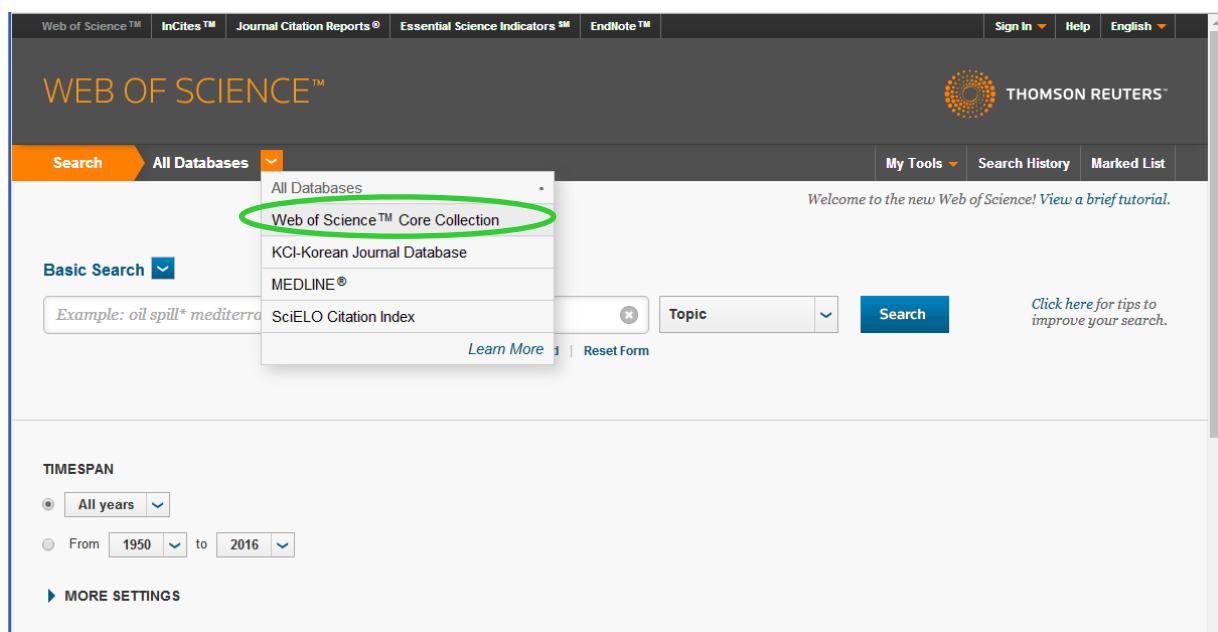 Web of Science™ InCites™ Journal Citation Reports® Essential Science Indicators℠ EndNote™ Sign In Help English
WEB OF SCIENCE™
THOMSON REUTERS™
Search All Databases My Tools Search History Marked List
All Databases
Welcome to the new Web of Science! View a brief tutorial.
Web of Science™ Core Collection
KCI-Korean Journal Database
Basic Search
MEDLINE®
Example: oil spill* mediterra
SciELO Citation Index
Topic
Search
Click here for tips to
improve your search.
Learn More
| Reset Form
TIMESPAN
All years
From 1950 to 2016
MORE SETTINGS